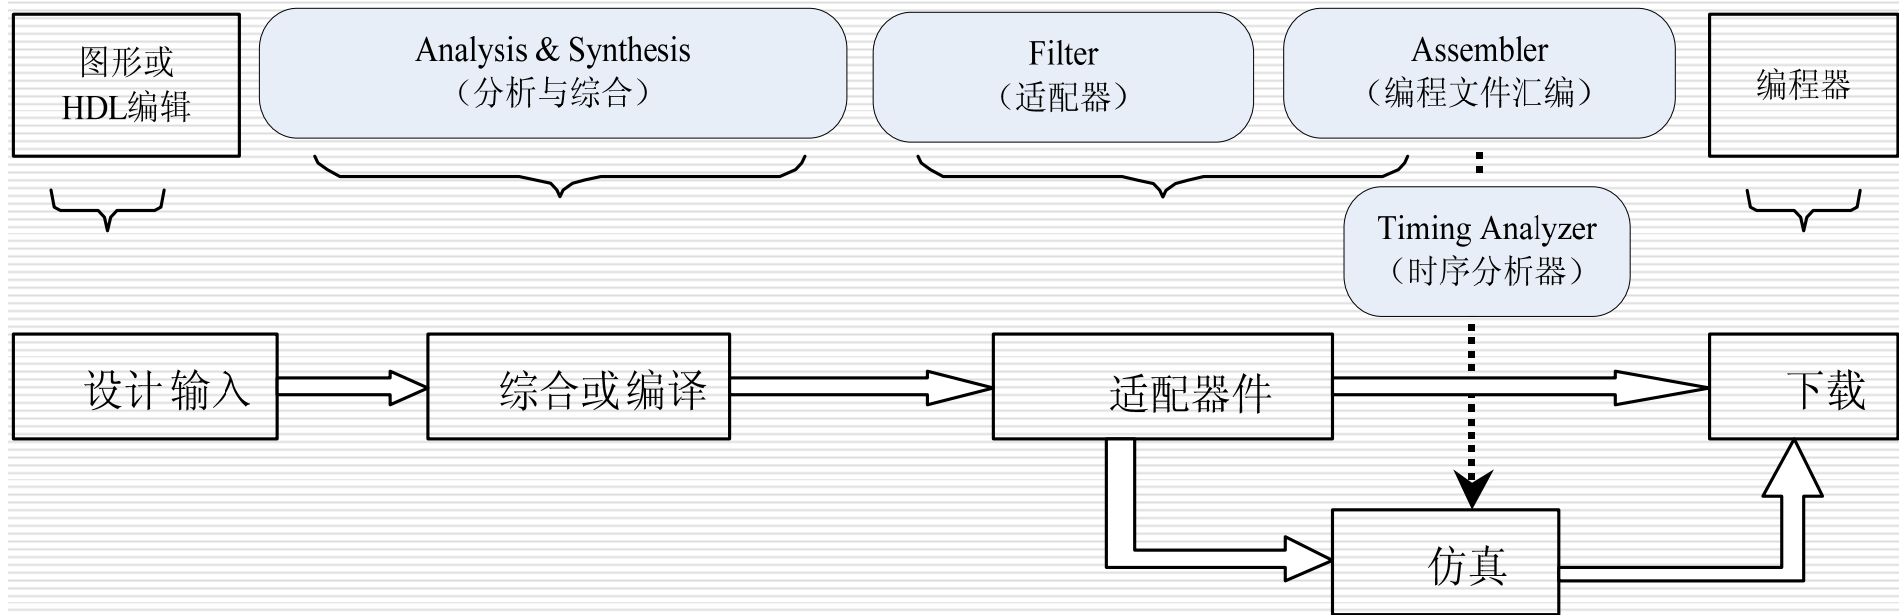 图形或
HDL编辑
Analysis & Synthesis
（分析与综合）
Filter
（适配器）
Assembler
（编程文件汇编）
编程器
Timing Analyzer
（时序分析器）
设计输入
综合或编译
适配器件
下载
仿真